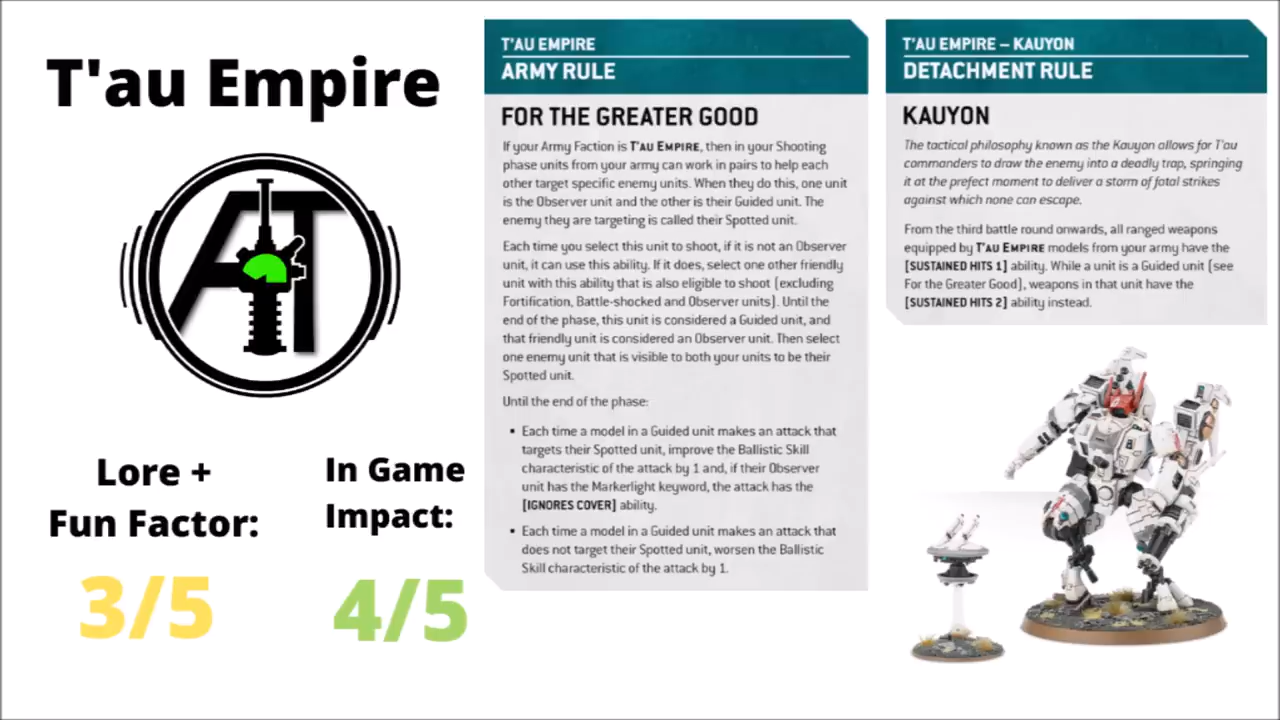 T'au Empire
AT
Lore +
Fun Factor:
3/5
In Game
Impact:
4/5
T'AU EMPIRE
ARMY RULE
FOR THE GREATER GOOD
If your Army Faction is T'AU EMPIRE, then in your Shooting
phase units from your army can work in pairs to help each
other target specific enemy units. When they do this, one unit
is the Observer unit and the other is their Guided unit. The
enemy they are targeting is called their Spotted unit.
Each time you select this unit to shoot, if it is not an Observer
unit, it can use this ability. If it does, select one other friendly
unit with this ability that is also eligible to shoot (excluding
Fortification, Battle-shocked and Observer units). Until the
end of the phase, this unit is considered a Guided unit, and
that friendly unit is considered an Observer unit. Then select
one enemy unit that is visible to both your units to be their
Spotted unit.
Until the end of the phase:
▪ Each time a model in a Guided unit makes an attack that
targets their Spotted unit, improve the Ballistic Skill
characteristic of the attack by 1 and, if their Observer
unit has the Markerlight keyword, the attack has the
[IGNORES COVER] ability.
▪ Each time a model in a Guided unit makes an attack that
does not target their Spotted unit, worsen the Ballistic
Skill characteristic of the attack by 1.
T'AU EMPIRE – KAUYON
DETACHMENT RULE
KAUYON
The tactical philosophy known as the Kauyon allows for T'au
commanders to draw the enemy into a deadly trap, springing
it at the prefect moment to deliver a storm of fatal strikes
against which none can escape.
From the third battle round onwards, all ranged weapons
equipped by T'AU EMPIRE models from your army have the
[SUSTAINED HITS 1] ability. While a unit is a Guided unit (see
For the Greater Good), weapons in that unit have the
[SUSTAINED HITS 2] ability instead.